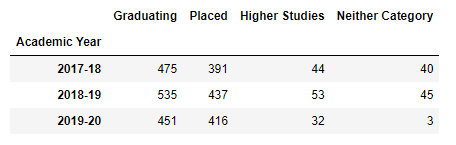 Graduating Placed Higher Studies Neither Category
Academic Year
2017-18 475 391 44 40
2018-19 535 437 53 45
2019-20 451 416 32 3